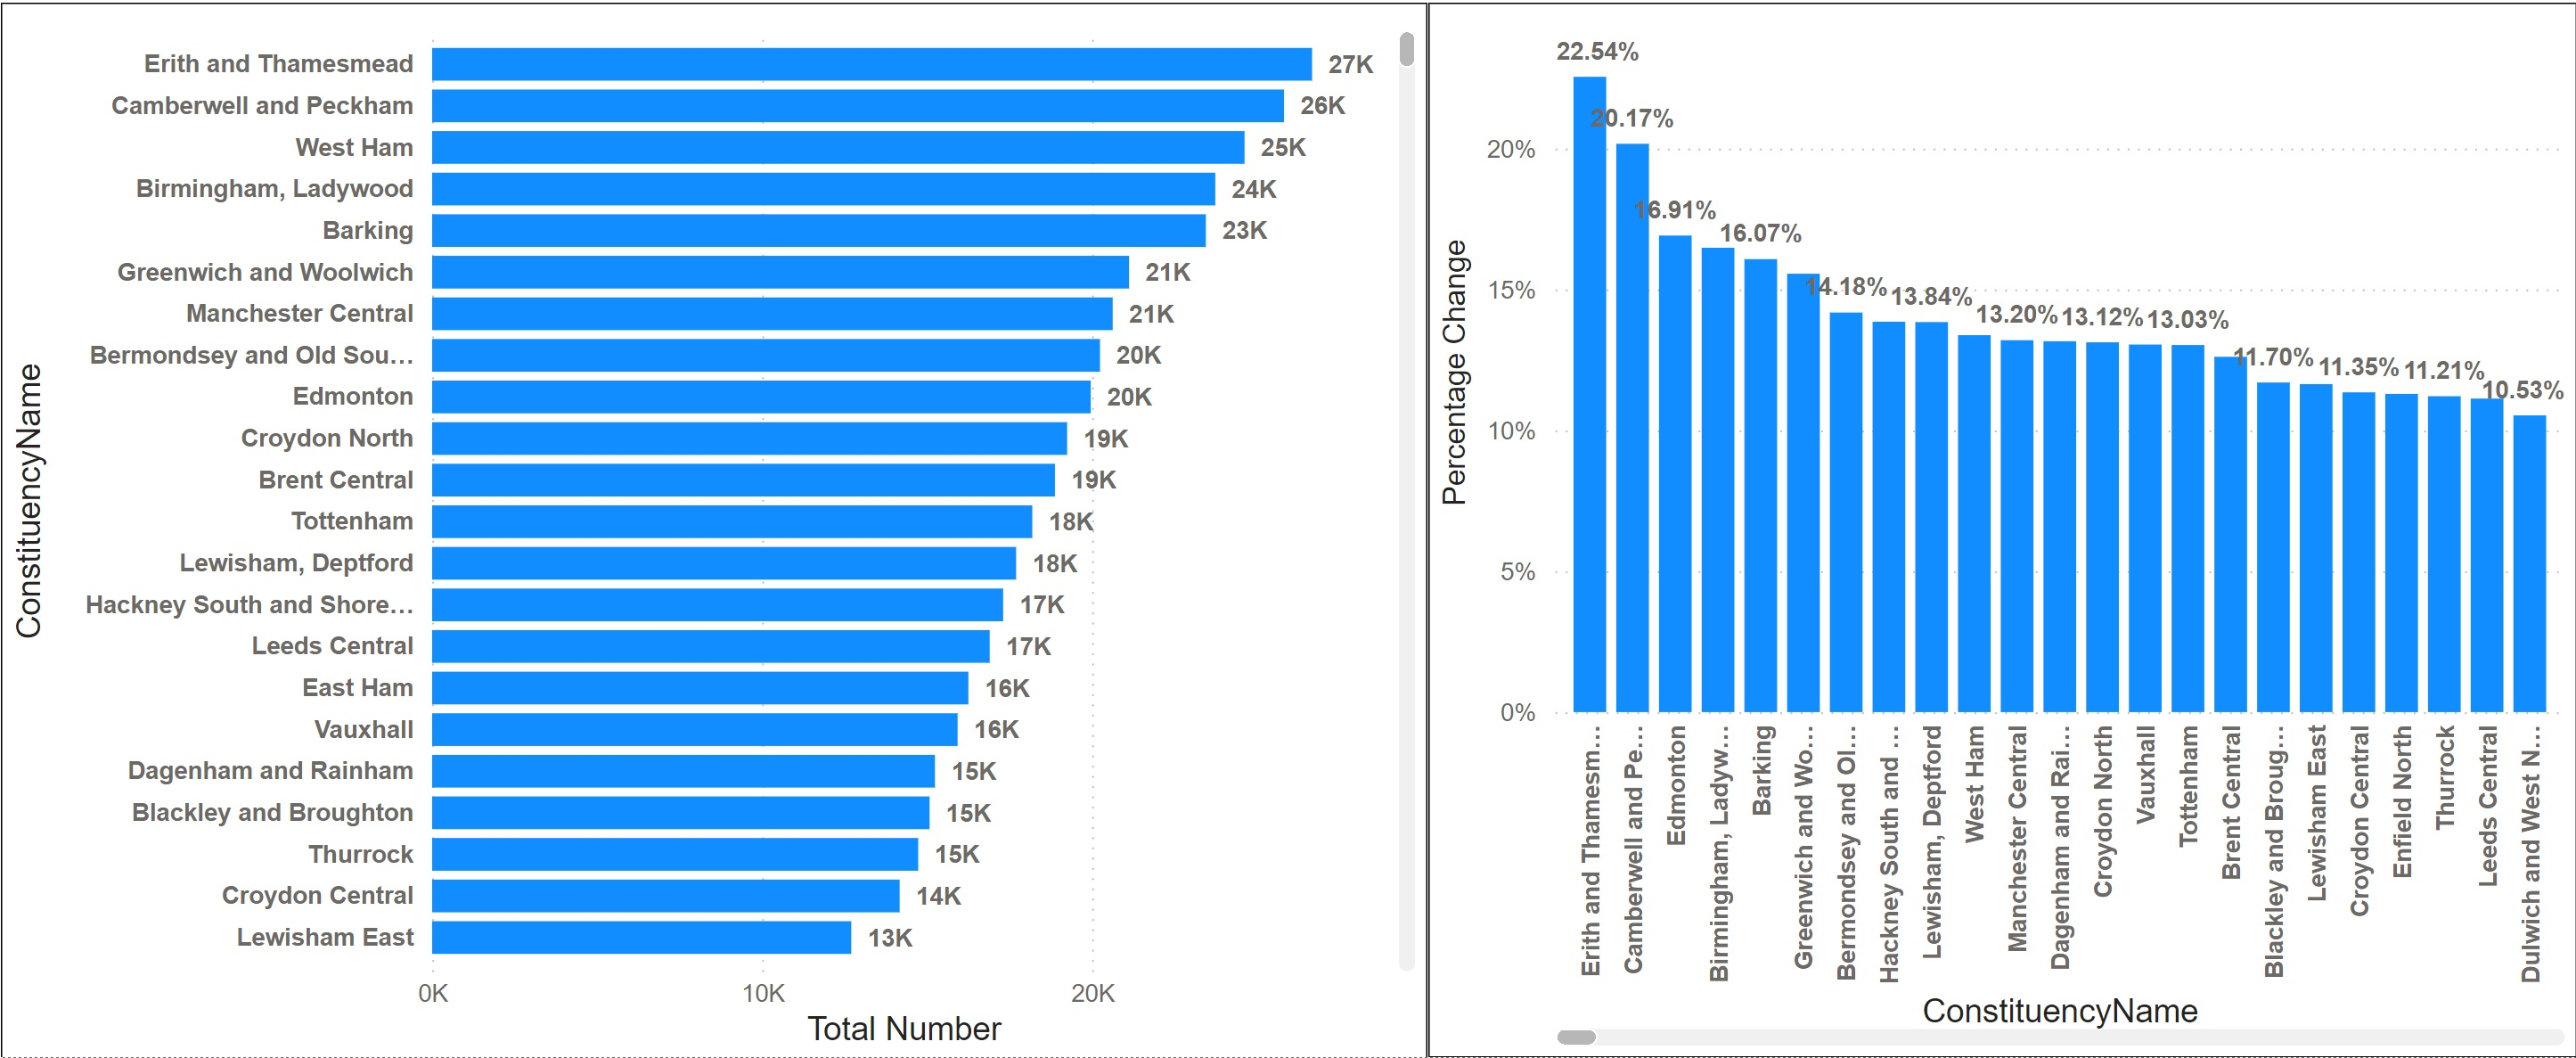 ConstituencyName
Erith and Thamesmead 27K
Camberwell and Peckham 26K
West Ham 25K
Birmingham, Ladywood 24K
Barking 23K
Greenwich and Woolwich 21K
Manchester Central 21K
Bermondsey and Old Sou… 20K
Edmonton 20K
Croydon North 19K
Brent Central 19K
Tottenham 18K
Lewisham, Deptford 18K
Hackney South and Shore… 17K
Leeds Central 17K
East Ham 16K
Vauxhall 16K
Dagenham and Rainham 15K
Blackley and Broughton 15K
Thurrock 15K
Croydon Central 14K
Lewisham East 13K
0K 10K 20K
Total Number
Percentage Change
20%
15%
10%
5%
0%
22.54%
20.17%
16.91%
16.07%
14.18%
13.84%
13.20%
13.12%
13.03%
11.70%
11.35%
11.21%
10.53%
Erith and Thamesm…
Camberwell and Pe…
Edmonton
Birmingham, Ladyw…
Barking
Greenwich and Wo…
Bermondsey and Ol…
Hackney South and …
Lewisham, Deptford
West Ham
Manchester Central
Dagenham and Rai…
Croydon North
Vauxhall
Tottenham
Brent Central
Blackley and Broug…
Lewisham East
Croydon Central
Enfield North
Thurrock
Leeds Central
Dulwich and West N…
ConstituencyName